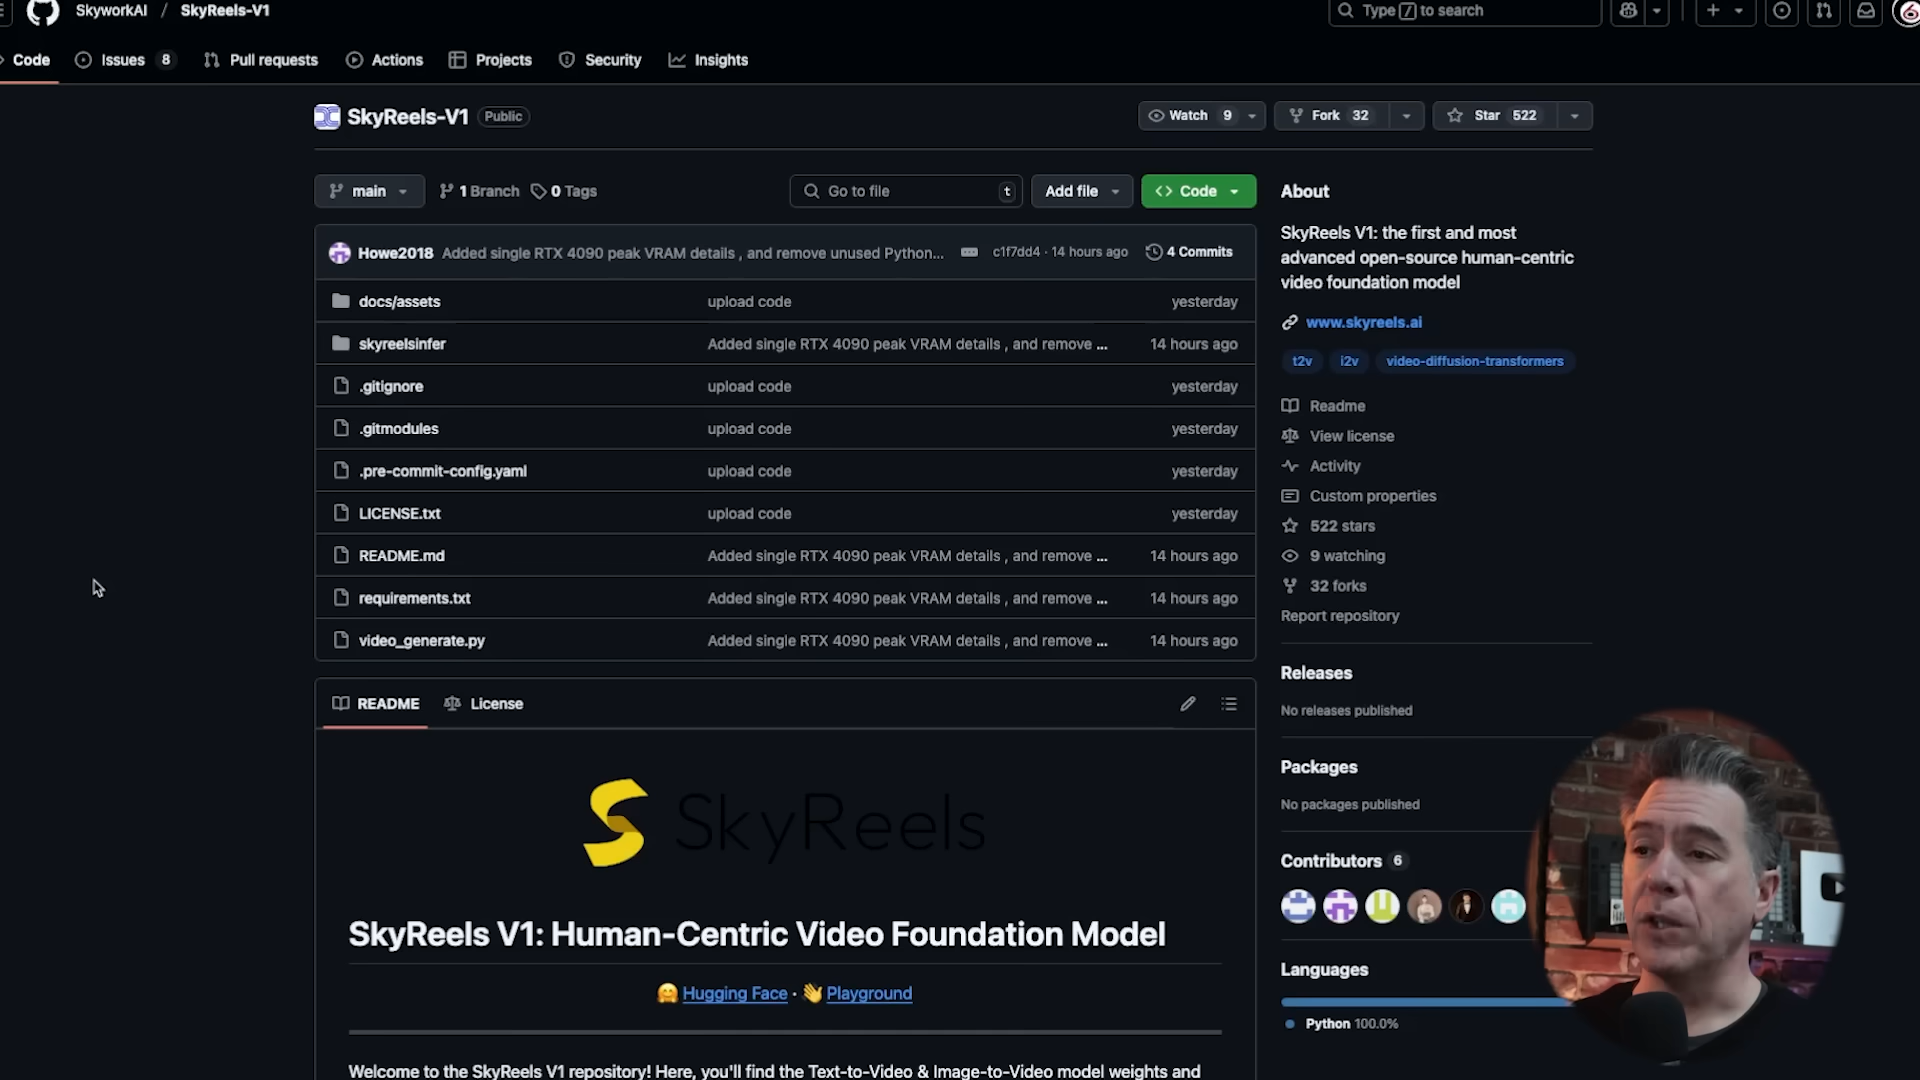 SkyworkAI / SkyReels-V1
Type / to search
Code
Issues 8
Pull requests
Actions
Projects
Security
Insights
SkyReels-V1 Public
Watch 9
Fork 32
Star 522
main
1 Branch
0 Tags
Go to file t
Add file
Code
Howe2018 Added single RTX 4090 peak VRAM details , and remove unused Python... c1f7dd4 · 14 hours ago 4 Commits
docs/assets upload code yesterday
skyreelsinfer Added single RTX 4090 peak VRAM details , and remove ... 14 hours ago
.gitignore upload code yesterday
.gitmodules upload code yesterday
.pre-commit-config.yaml upload code yesterday
LICENSE.txt upload code yesterday
README.md Added single RTX 4090 peak VRAM details , and remove ... 14 hours ago
requirements.txt Added single RTX 4090 peak VRAM details , and remove ... 14 hours ago
video_generate.py Added single RTX 4090 peak VRAM details , and remove ... 14 hours ago
README License
SkyReels
SkyReels V1: Human-Centric Video Foundation Model
🤗 Hugging Face · 👋 Playground
Welcome to the SkyReels V1 repository! Here, you'll find the Text-to-Video & Image-to-Video model weights and
About
SkyReels V1: the first and most
advanced open-source human-centric
video foundation model
www.skyreels.ai
t2v i2v video-diffusion-transformers
Readme
View license
Activity
Custom properties
522 stars
9 watching
32 forks
Report repository
Releases
No releases published
Packages
No packages published
Contributors 6
Languages
Python 100.0%